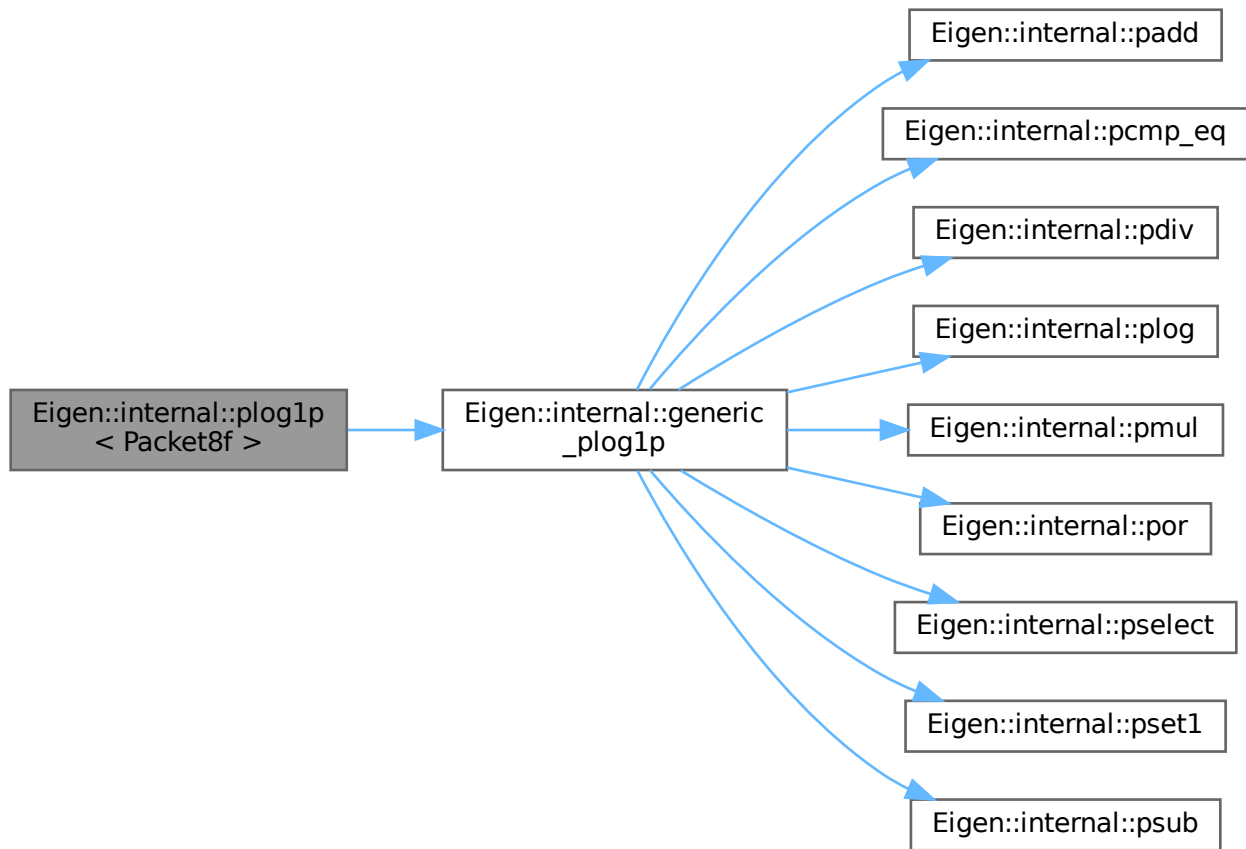 Eigen::internal::plog1p
< Packet8f >
Eigen::internal::generic
_plog1p
Eigen::internal::padd
Eigen::internal::pcmp_eq
Eigen::internal::pdiv
Eigen::internal::plog
Eigen::internal::pmul
Eigen::internal::por
Eigen::internal::pselect
Eigen::internal::pset1
Eigen::internal::psub